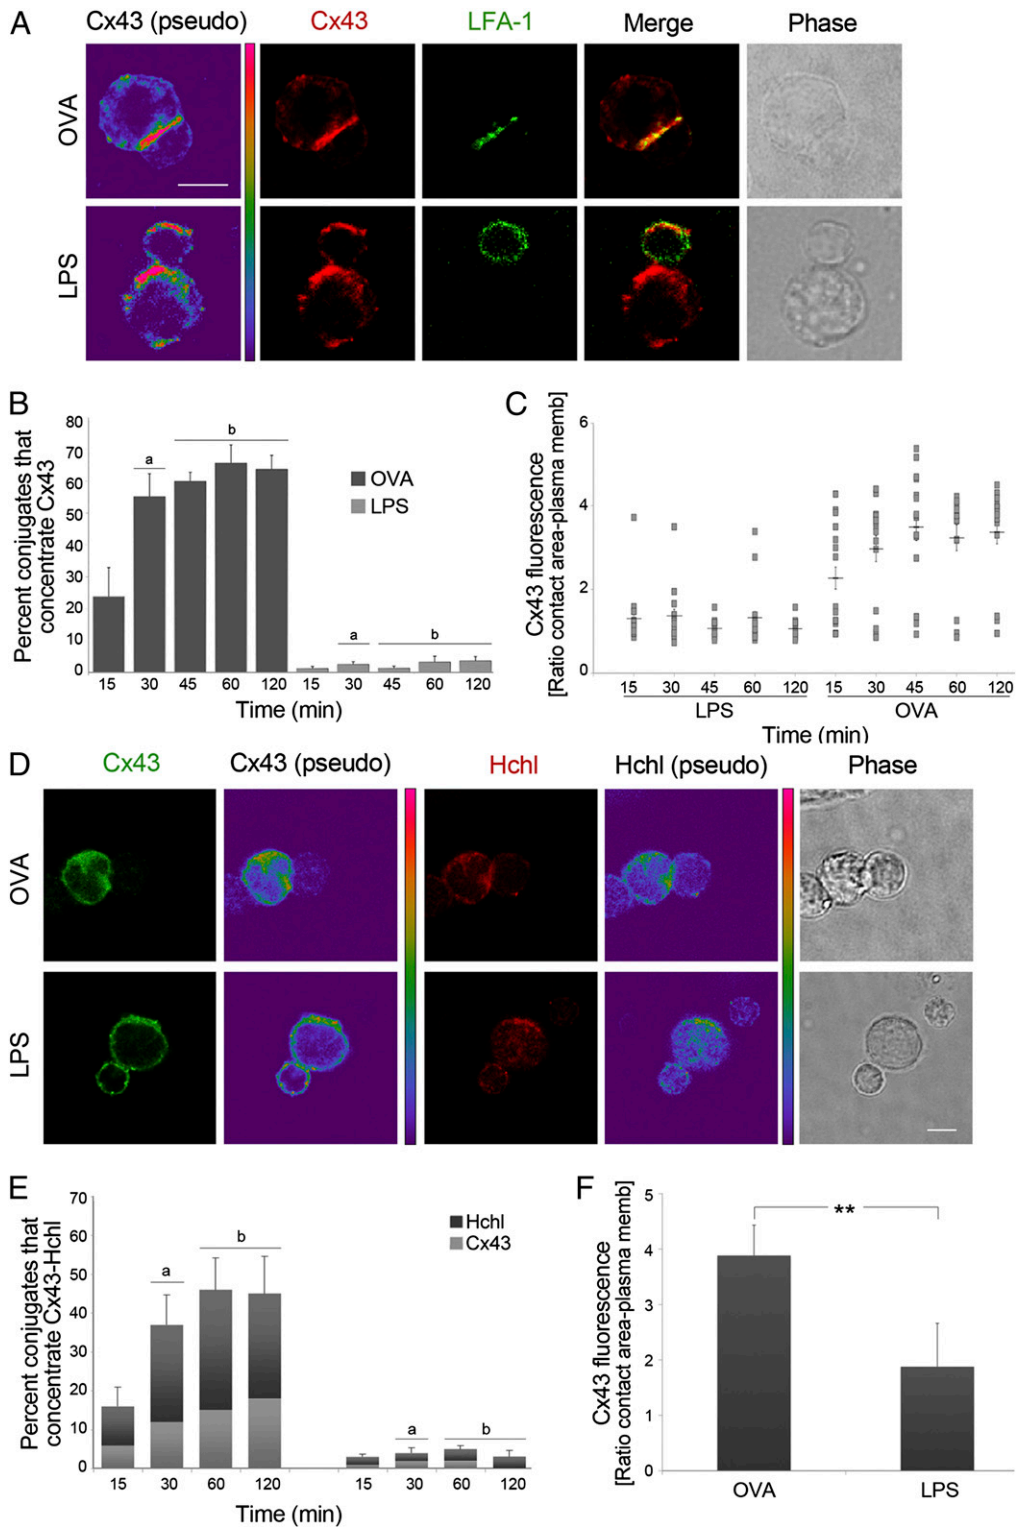 A
Cx43 (pseudo)
Cx43
LFA-1
Merge
Phase
OVA
LPS
B
Percent conjugates that
concentrate Cx43
80
70
60
50
40
30
20
10
0
a
b
OVA
LPS
a
b
15 30 45 60 120 15 30 45 60 120
Time (min)
C
Cx43 fluorescence
[Ratio contact area-plasma memb]
6
4
2
0
15 30 45 60 120 15 30 45 60 120
LPS OVA
Time (min)
D
Cx43
Cx43 (pseudo)
Hchl
Hchl (pseudo)
Phase
OVA
LPS
E
Percent conjugates that
concentrate Cx43-Hchl
70
60
50
40
30
20
10
0
a
b
Hchl
Cx43
a
b
15 30 60 120 15 30 60 120
Time (min)
F
Cx43 fluorescence
[Ratio contact area-plasma memb]
5
4
3
2
1
0
**
OVA LPS